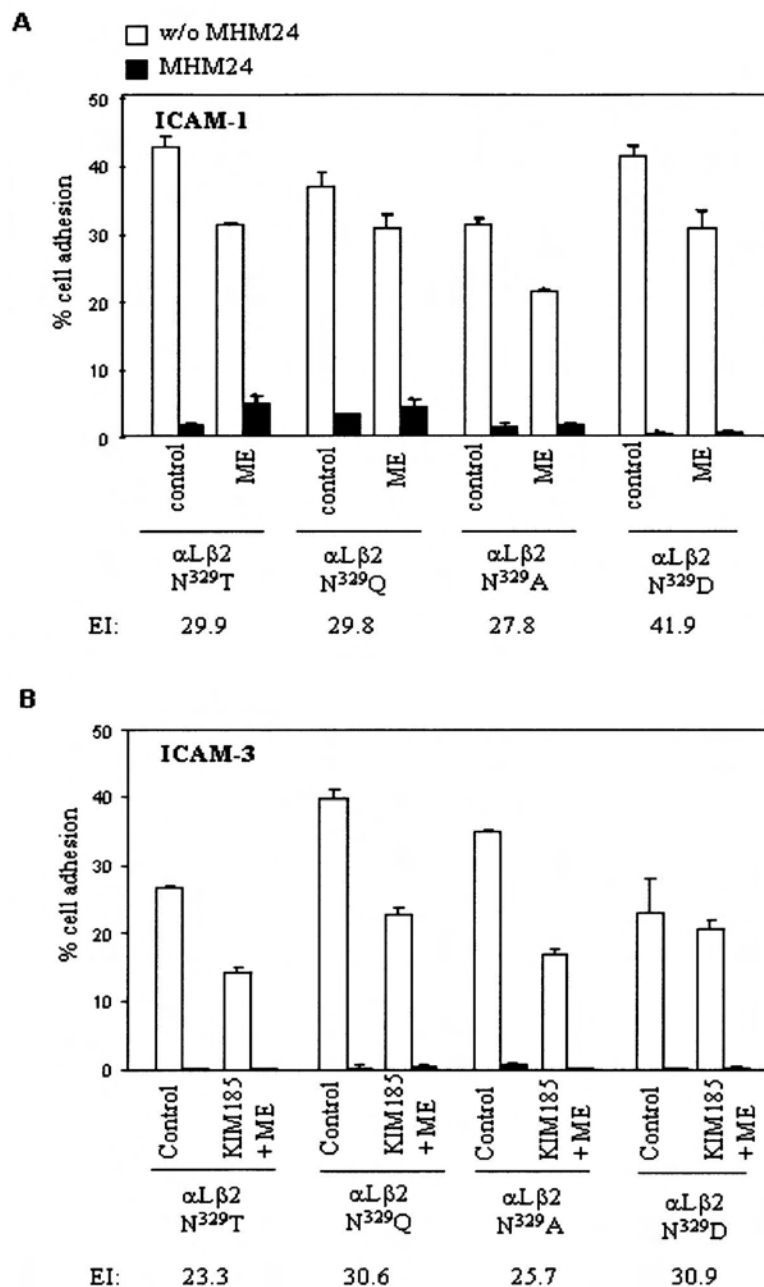 A
w/o MHM24
MHM24
50
40
30
20
10
0
% cell adhesion
ICAM-1
control
ME
control
ME
control
ME
control
ME
αLβ2
N³²⁹T
αLβ2
N³²⁹Q
αLβ2
N³²⁹A
αLβ2
N³²⁹D
EI: 29.9 29.8 27.8 41.9
B
50
40
30
20
10
0
% cell adhesion
ICAM-3
Control
KIM185
+ ME
Control
KIM185
+ ME
Control
KIM185
+ ME
Control
KIM185
+ ME
αLβ2
N³²⁹T
αLβ2
N³²⁹Q
αLβ2
N³²⁹A
αLβ2
N³²⁹D
EI: 23.3 30.6 25.7 30.9